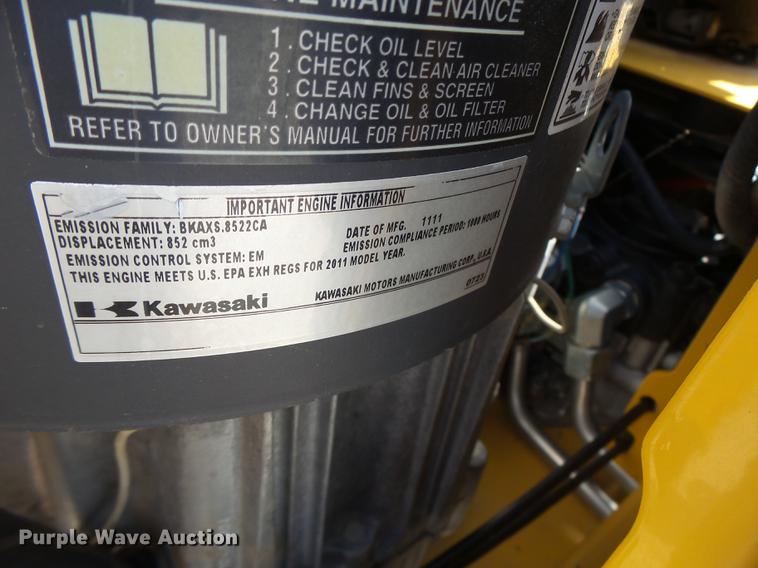 MAINTENANCE
1. CHECK OIL LEVEL
2. CHECK & CLEAN AIR CLEANER
3. CLEAN FINS & SCREEN
4. CHANGE OIL & OIL FILTER
REFER TO OWNER'S MANUAL FOR FURTHER INFORMATION
IMPORTANT ENGINE INFORMATION
EMISSION FAMILY: BKAXS.8522CA DATE OF MFG. 1111
DISPLACEMENT: 852 cm3 EMISSION COMPLIANCE PERIOD: 1000 HOURS
EMISSION CONTROL SYSTEM: EM
THIS ENGINE MEETS U.S. EPA EXH REGS FOR 2011 MODEL YEAR.
Kawasaki KAWASAKI MOTORS MANUFACTURING CORP., U.S.A.
0723
Purple Wave Auction®